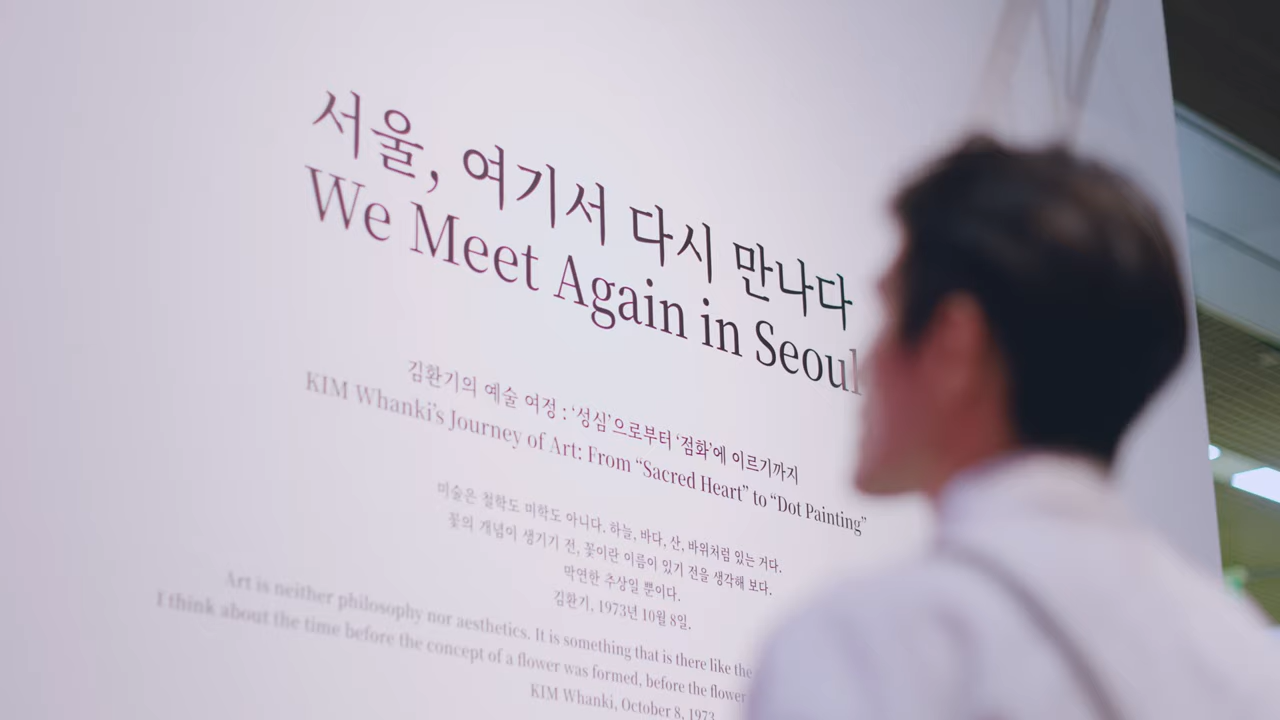 서울, 여기서 다시 만나다
We Meet Again in Seoul
김환기의 예술 여정 : ‘성심’으로부터 ‘점화’에 이르기까지
KIM Whanki’s Journey of Art: From “Sacred Heart” to “Dot Painting”
미술은 철학도 미학도 아니다. 하늘, 바다, 산, 바위처럼 있는 거다.
꽃의 개념이 생기기 전, 꽃이란 이름이 있기 전을 생각해 보다.
막연한 추상일 뿐이다.
김환기, 1973년 10월 8일.
Art is neither philosophy nor aesthetics. It is something that is there like the
I think about the time before the concept of a flower was formed, before the flower
KIM Whanki, October 8, 1973